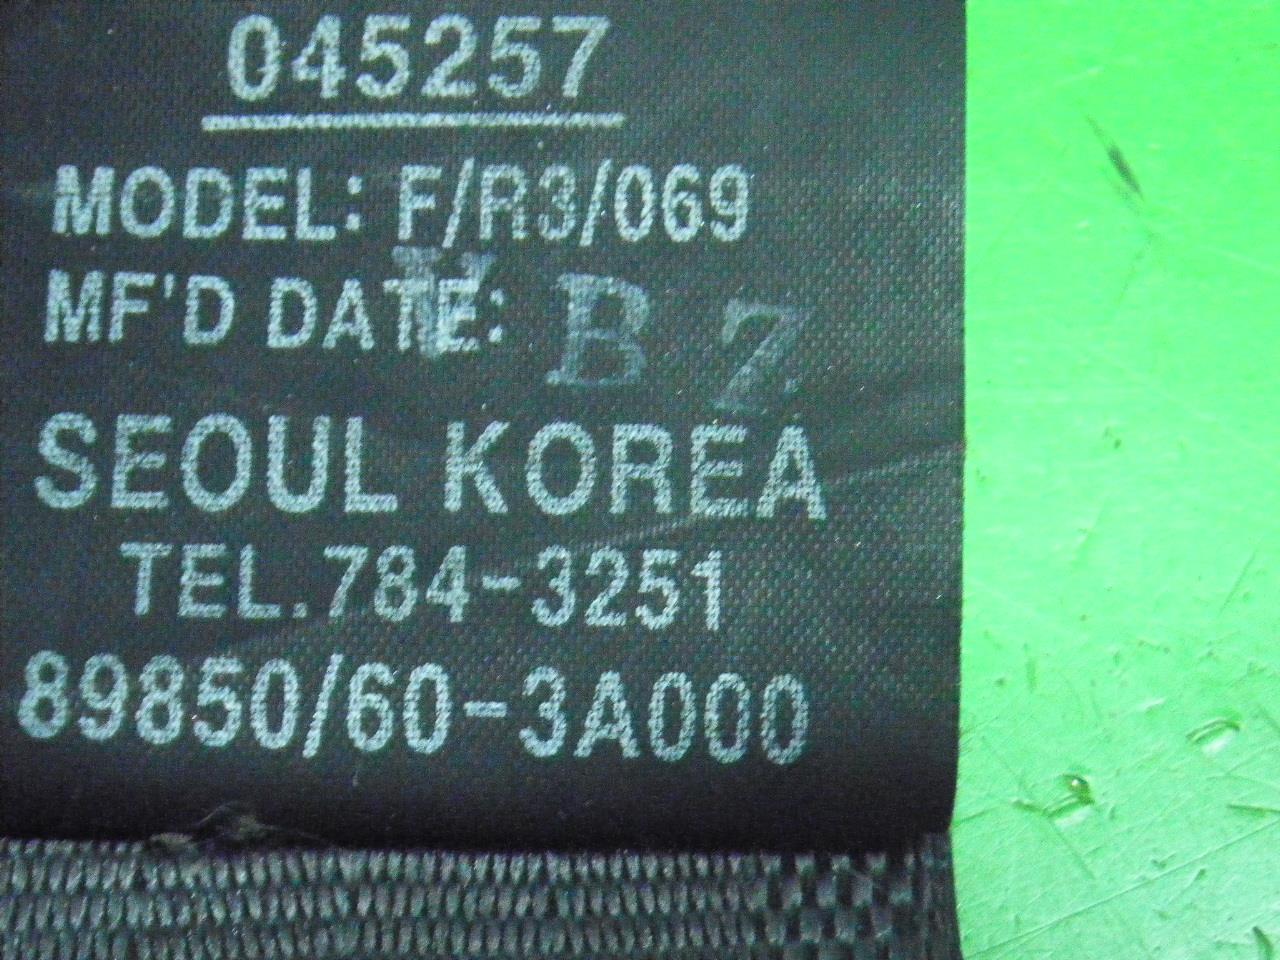 045257
MODEL: F/R3/069
MF'D DATE: B 7
SEOUL KOREA
TEL.784-3251
89850/60-3A000